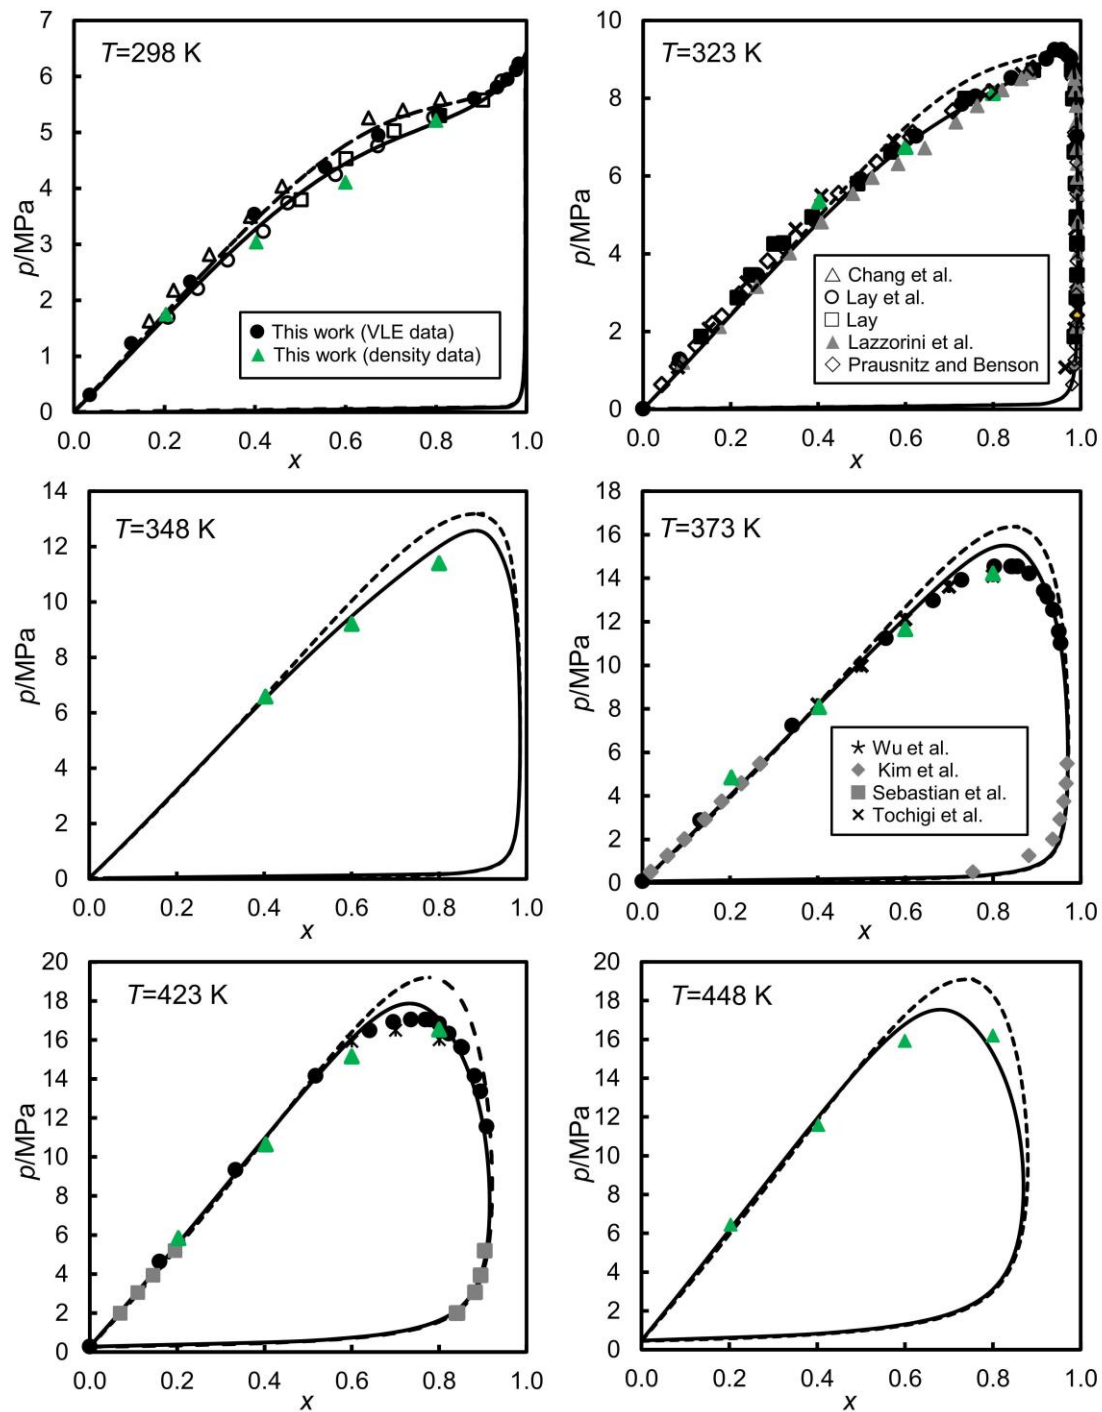 T=298 K
p/MPa
7
6
5
4
3
2
1
0
0.0 0.2 0.4 0.6 0.8 1.0
x
This work (VLE data)
This work (density data)
T=323 K
p/MPa
10
8
6
4
2
0
0.0 0.2 0.4 0.6 0.8 1.0
x
Chang et al.
Lay et al.
Lay
Lazzorini et al.
Prausnitz and Benson
T=348 K
p/MPa
14
12
10
8
6
4
2
0
0.0 0.2 0.4 0.6 0.8 1.0
x
T=373 K
p/MPa
18
16
14
12
10
8
6
4
2
0
0.0 0.2 0.4 0.6 0.8 1.0
x
Wu et al.
Kim et al.
Sebastian et al.
Tochigi et al.
T=423 K
p/MPa
20
18
16
14
12
10
8
6
4
2
0
0.0 0.2 0.4 0.6 0.8 1.0
x
T=448 K
p/MPa
20
18
16
14
12
10
8
6
4
2
0
0.0 0.2 0.4 0.6 0.8 1.0
x